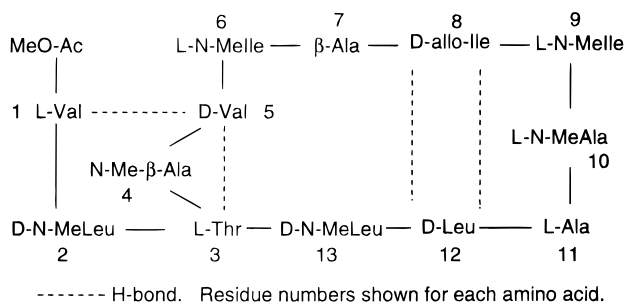 6 7 8 9
MeO-Ac L-N-MeIle β-Ala D-allo-Ile L-N-MeIle
1 L-Val D-Val 5
L-N-MeAla
10
N-Me-β-Ala
4
D-N-MeLeu L-Thr D-N-MeLeu D-Leu L-Ala
2 3 13 12 11
------- H-bond. Residue numbers shown for each amino acid.